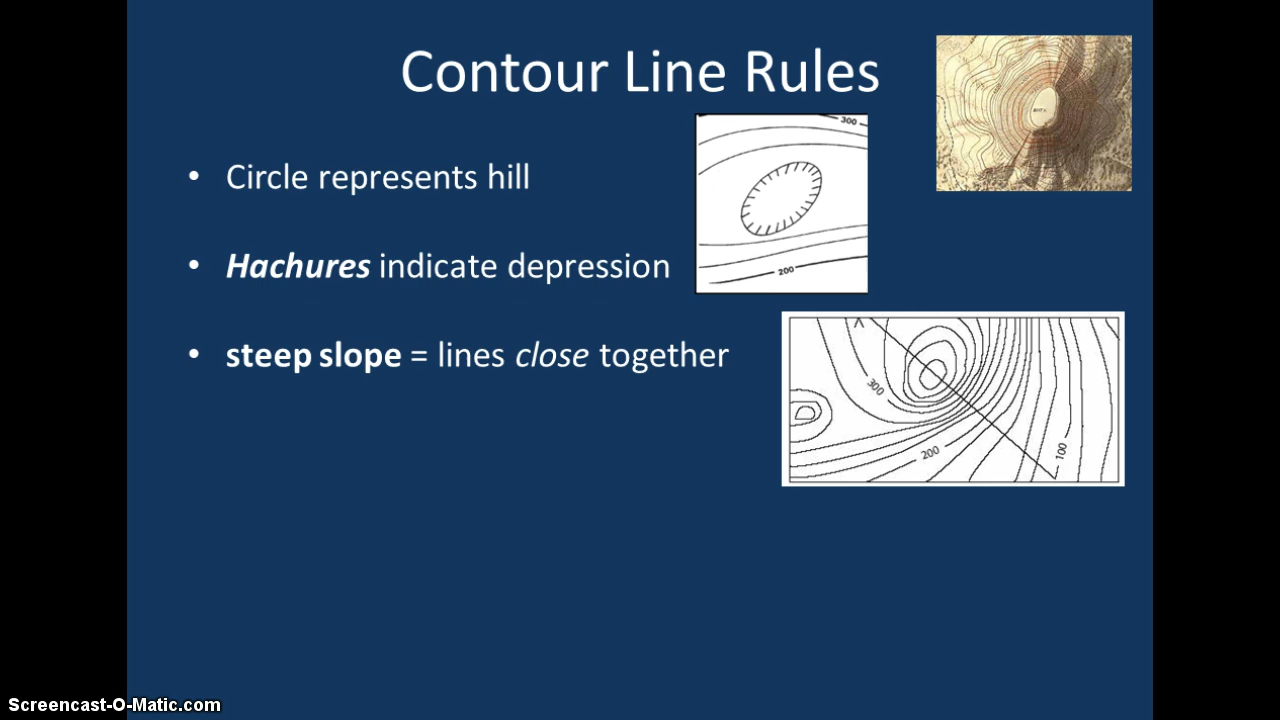 Contour Line Rules
• Circle represents hill
300
• Hachures indicate depression
200
• steep slope = lines close together
300
200
100
Screencast-O-Matic.com